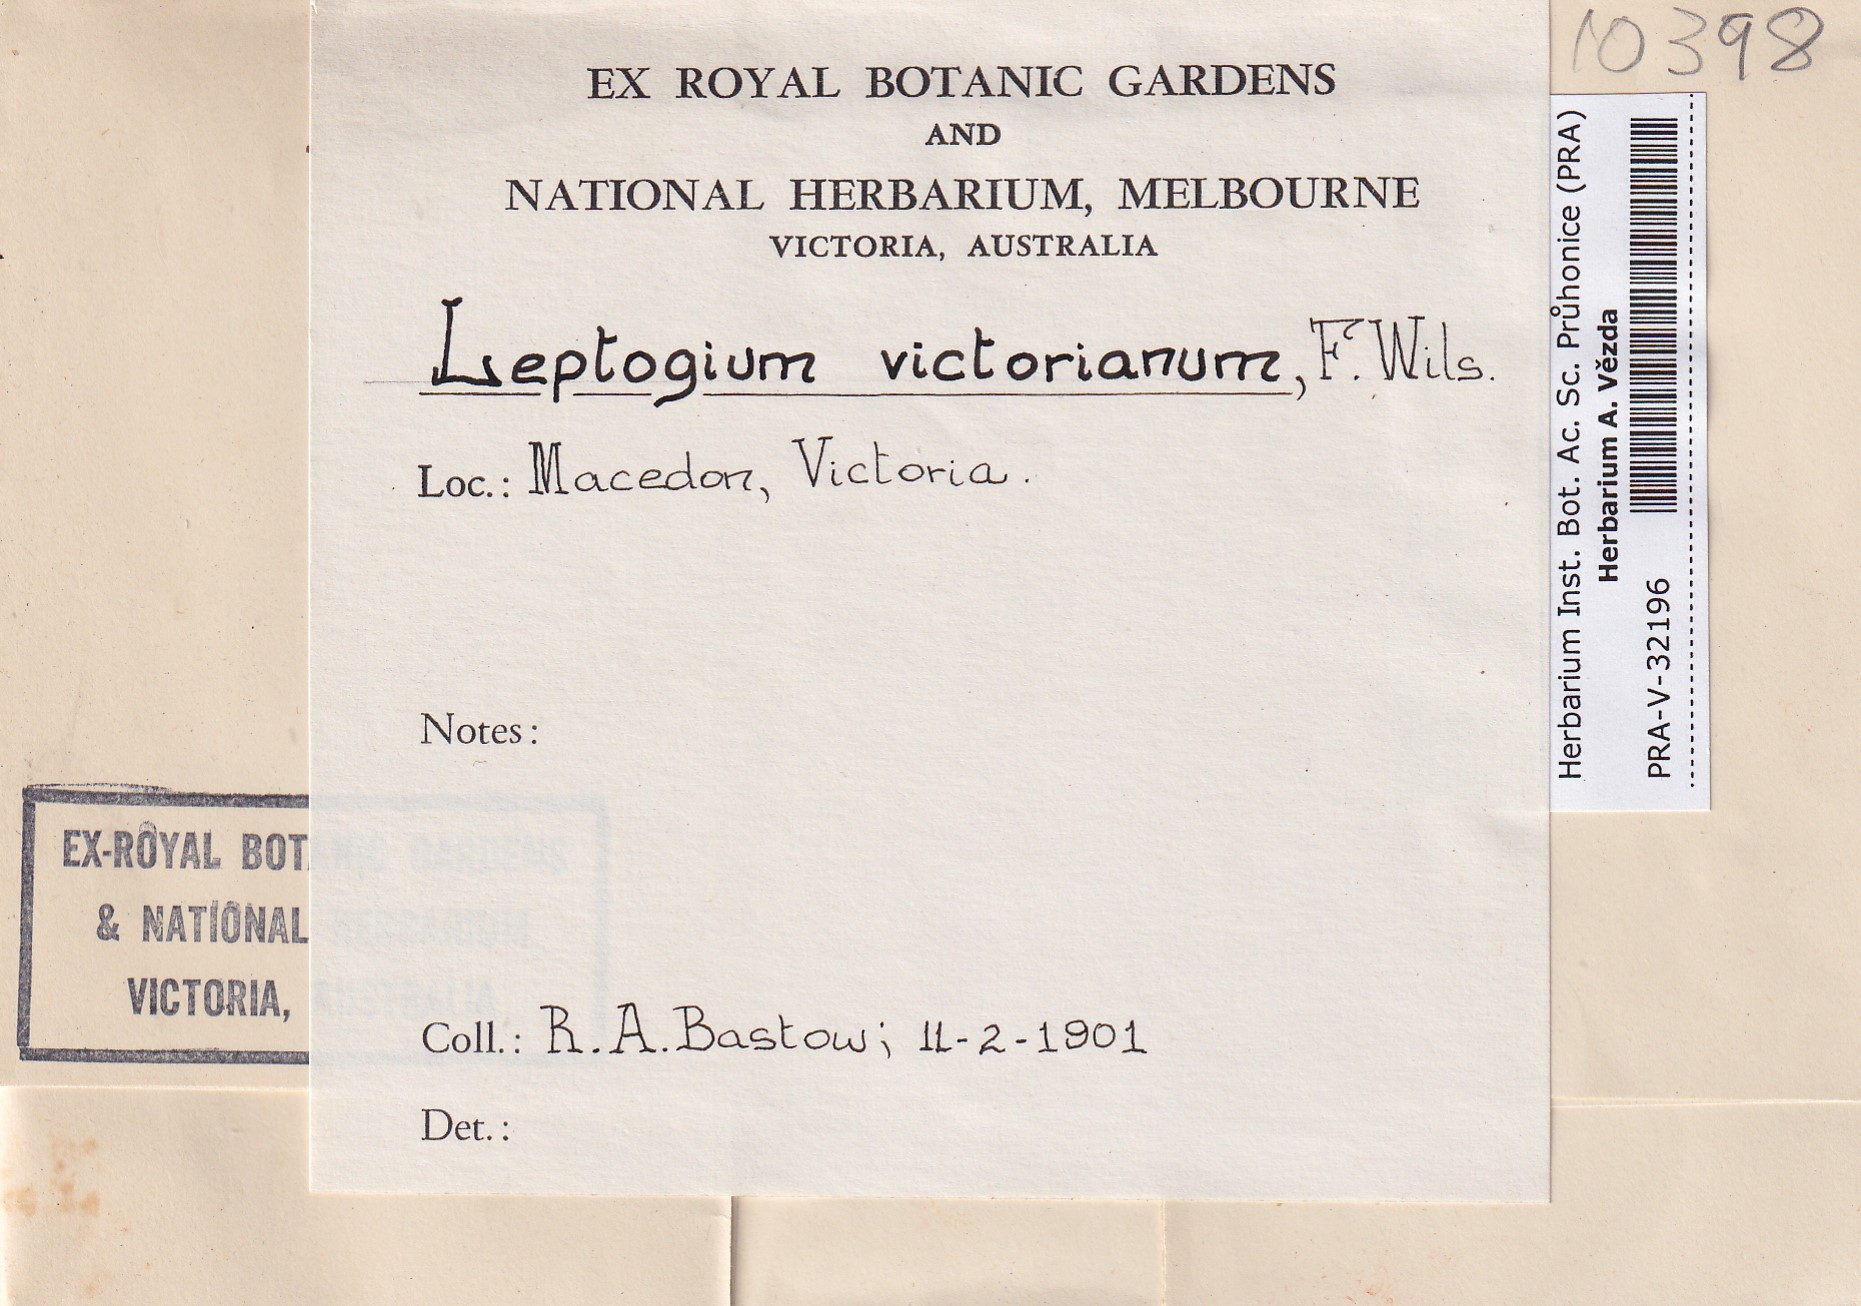 10398
EX ROYAL BOTANIC GARDENS
AND
NATIONAL HERBARIUM, MELBOURNE
VICTORIA, AUSTRALIA
Leptogium victorianum, F. Wils.
Loc.: Macedon, Victoria.
Notes:
Coll.: R. A. Bastow; 11-2-1901
Det.:
EX-ROYAL BOTANIC GARDENS
& NATIONAL HERBARIUM
VICTORIA, AUSTRALIA
Herbarium Inst. Bot. Ac. Sc. Průhonice (PRA)
Herbarium A. Vězda
PRA-V-32196